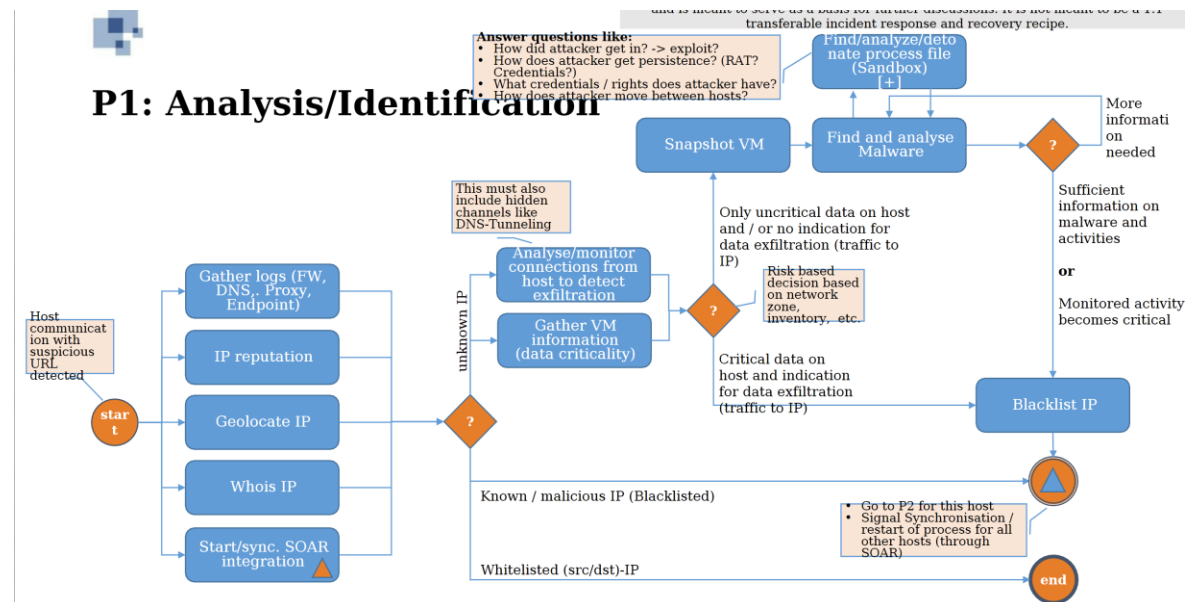 and is meant to serve as a basis for further discussions. It is not meant to be a 1:1
transferable incident response and recovery recipe.
P1: Analysis/Identification
Answer questions like:
• How did attacker get in? -> exploit?
• How does attacker get persistence? (RAT?
Credentials?)
• What credentials / rights does attacker have?
• How does attacker move between hosts?
Find/analyze/deto
nate process file
(Sandbox)
[+]
Snapshot VM
Find and analyse
Malware
?
More
informati
on
needed
This must also
include hidden
channels like
DNS-Tunneling
Only uncritical data on host
and / or no indication for
data exfiltration (traffic to
IP)
Sufficient
information on
malware and
activities
or
Monitored activity
becomes critical
Analyse/monitor
connections from
host to detect
exfiltration
Gather VM
information
(data criticality)
?
Risk based
decision based
on network
zone,
inventory, etc.
Host
communicat
ion with
suspicious
URL
detected
star
t
Gather logs (FW,
DNS,. Proxy,
Endpoint)
IP reputation
Geolocate IP
Whois IP
Start/sync. SOAR
integration
unknown IP
?
Critical data on
host and indication
for data exfiltration
(traffic to IP)
Blacklist IP
Known / malicious IP (Blacklisted)
• Go to P2 for this host
• Signal Synchronisation /
restart of process for all
other hosts (through
SOAR)
Whitelisted (src/dst)-IP
end